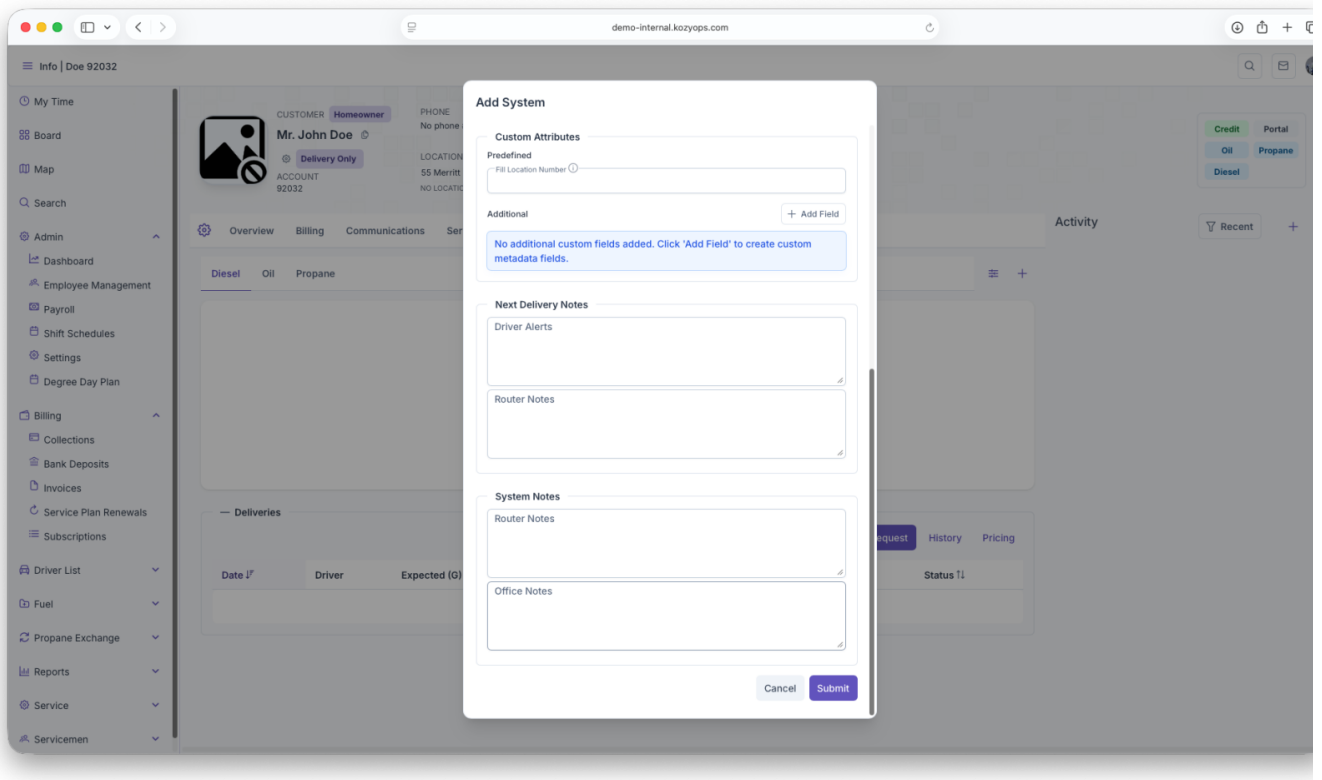 demo-internal.kozyops.com
Info | Doe 92032
My Time
Board
Map
Search
Admin
Dashboard
Employee Management
Payroll
Shift Schedules
Settings
Degree Day Plan
Billing
Collections
Bank Deposits
Invoices
Service Plan Renewals
Subscriptions
Driver List
Fuel
Propane Exchange
Reports
Service
Servicemen
CUSTOMER Homeowner
Mr. John Doe
Delivery Only
ACCOUNT
92032
PHONE
No phone
LOCATION
55 Merritt
Overview Billing Communications
Diesel Oil Propane
Deliveries
Date Driver Expected (G)
Add System
Custom Attributes
Predefined
Fill Location Number
Additional
+ Add Field
No additional custom fields added. Click 'Add Field' to create custom
metadata fields.
Next Delivery Notes
Driver Alerts
Router Notes
System Notes
Router Notes
Office Notes
Cancel Submit
History Pricing
Status
Credit Portal
Oil Propane
Diesel
Activity
Recent